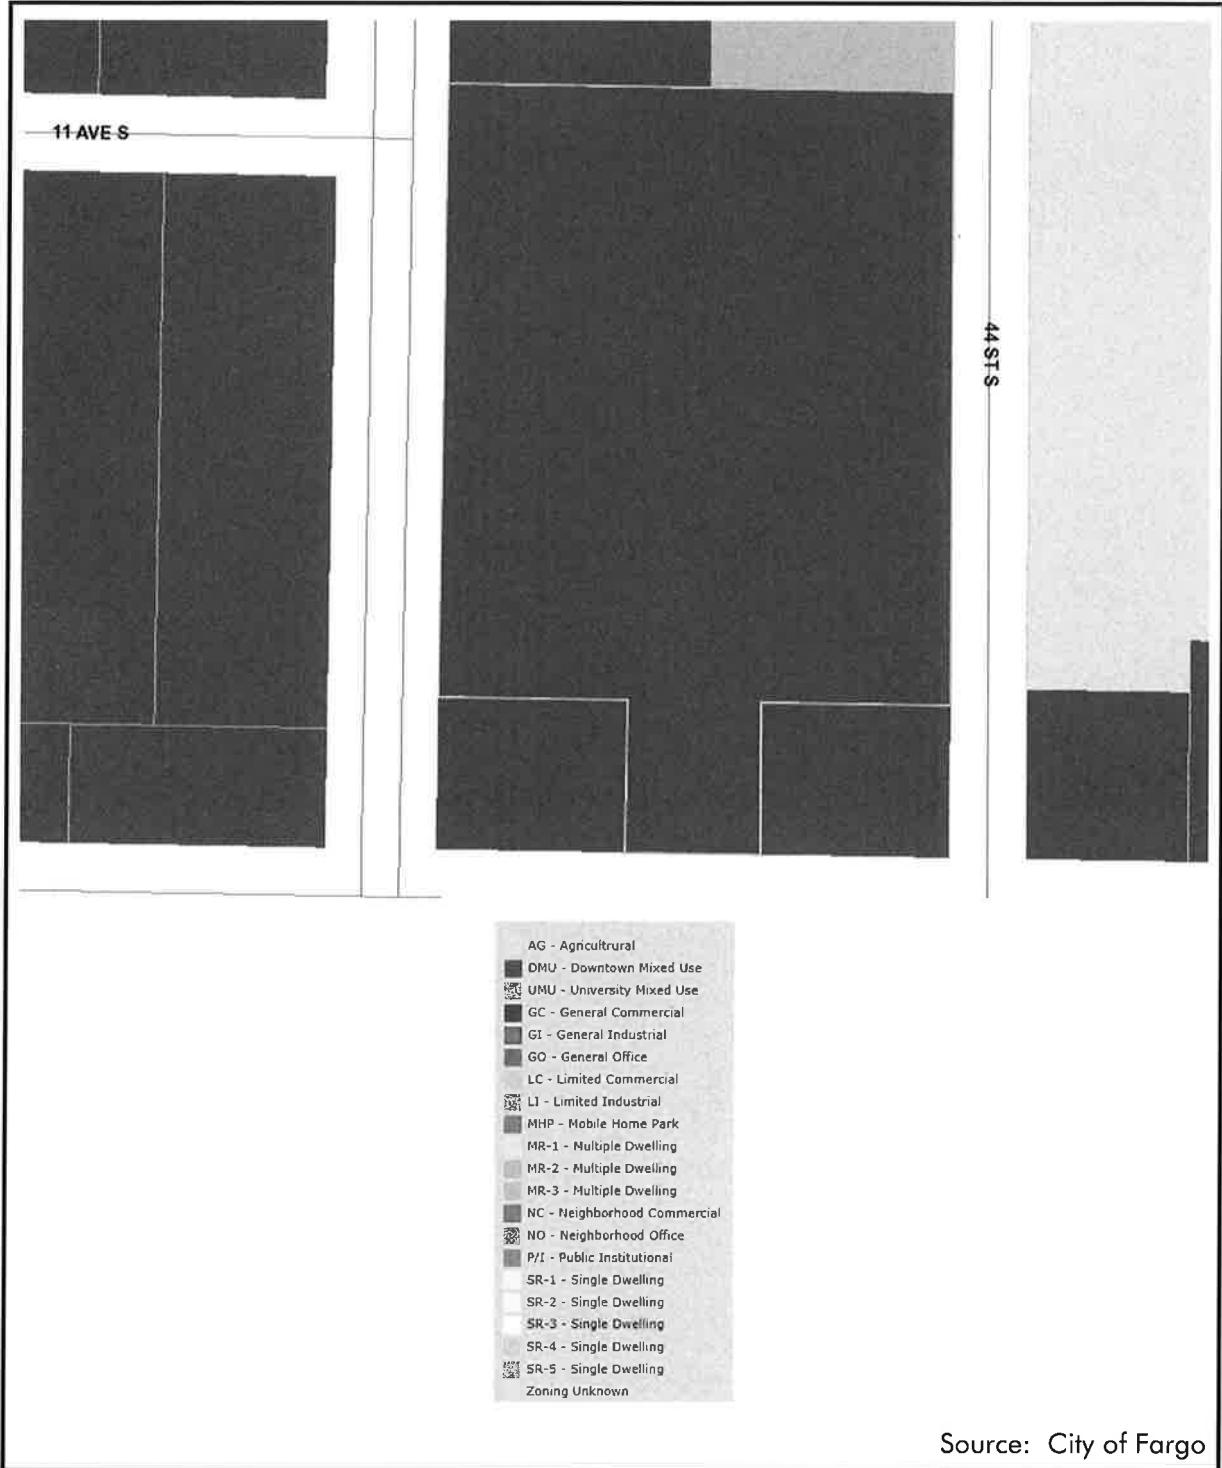 11 AVE S
44 ST S
AG - Agricultrural
DMU - Downtown Mixed Use
UMU - University Mixed Use
GC - General Commercial
GI - General Industrial
GO - General Office
LC - Limited Commercial
LI - Limited Industrial
MHP - Mobile Home Park
MR-1 - Multiple Dwelling
MR-2 - Multiple Dwelling
MR-3 - Multiple Dwelling
NC - Neighborhood Commercial
NO - Neighborhood Office
P/I - Public Institutional
SR-1 - Single Dwelling
SR-2 - Single Dwelling
SR-3 - Single Dwelling
SR-4 - Single Dwelling
SR-5 - Single Dwelling
Zoning Unknown
Source: City of Fargo